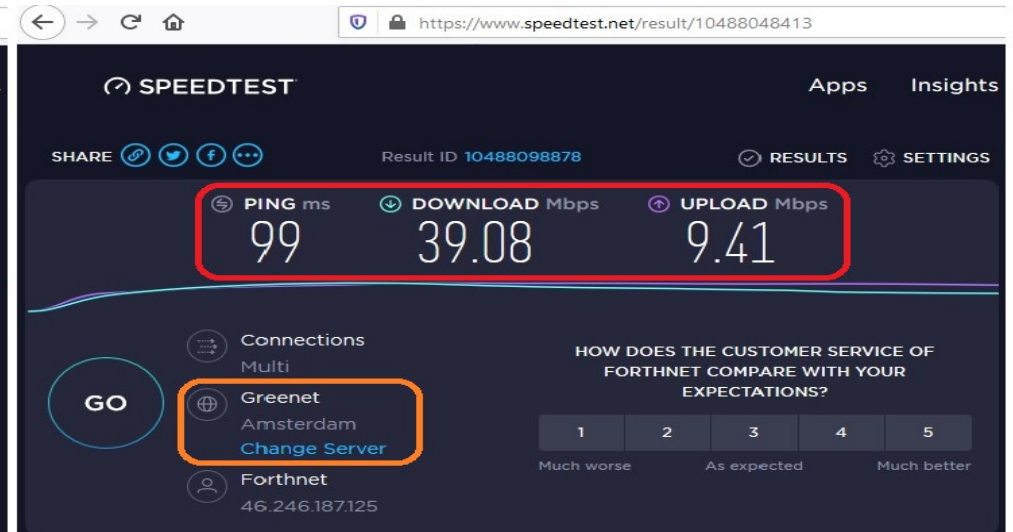 https://www.speedtest.net/result/10488048413
SPEEDTEST
Apps Insights
SHARE Result ID 10488098878 RESULTS SETTINGS
PING ms DOWNLOAD Mbps UPLOAD Mbps
99 39.08 9.41
Connections
Multi
Greenet
Amsterdam
Change Server
Forthnet
46.246.187.125
GO
HOW DOES THE CUSTOMER SERVICE OF
FORTHNET COMPARE WITH YOUR
EXPECTATIONS?
1 2 3 4 5
Much worse As expected Much better